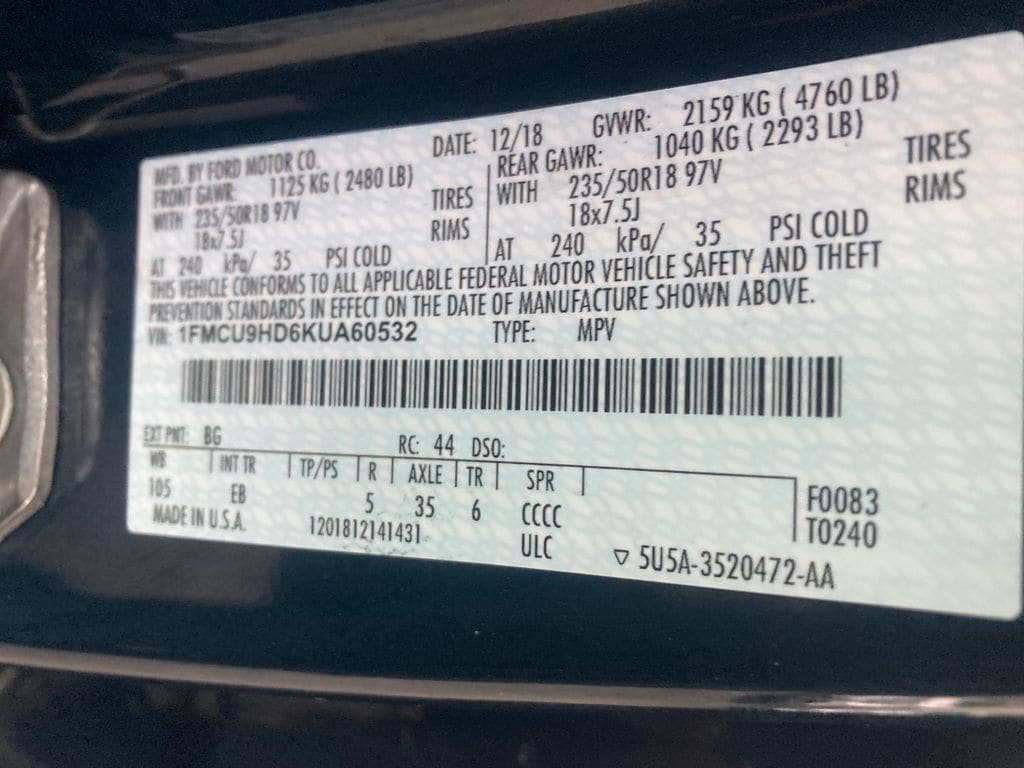 MFD. BY FORD MOTOR CO. DATE: 12/18 GVWR: 2159 KG ( 4760 LB)
FRONT GAWR: 1125 KG ( 2480 LB) REAR GAWR: 1040 KG ( 2293 LB)
WITH 235/50R18 97V TIRES WITH 235/50R18 97V TIRES
18x7.5J RIMS 18x7.5J RIMS
AT 240 kPa/ 35 PSI COLD AT 240 kPa/ 35 PSI COLD
THIS VEHICLE CONFORMS TO ALL APPLICABLE FEDERAL MOTOR VEHICLE SAFETY AND THEFT
PREVENTION STANDARDS IN EFFECT ON THE DATE OF MANUFACTURE SHOWN ABOVE.
VIN: 1FMCU9HD6KUA60532 TYPE: MPV
EXT PNT: BG RC: 44 DSO:
WB INT TR TP/PS R AXLE TR SPR
105 EB 5 35 6 CCCC F0083
MADE IN U.S.A. 1201812141431 ULC T0240
▽ 5U5A-3520472-AA